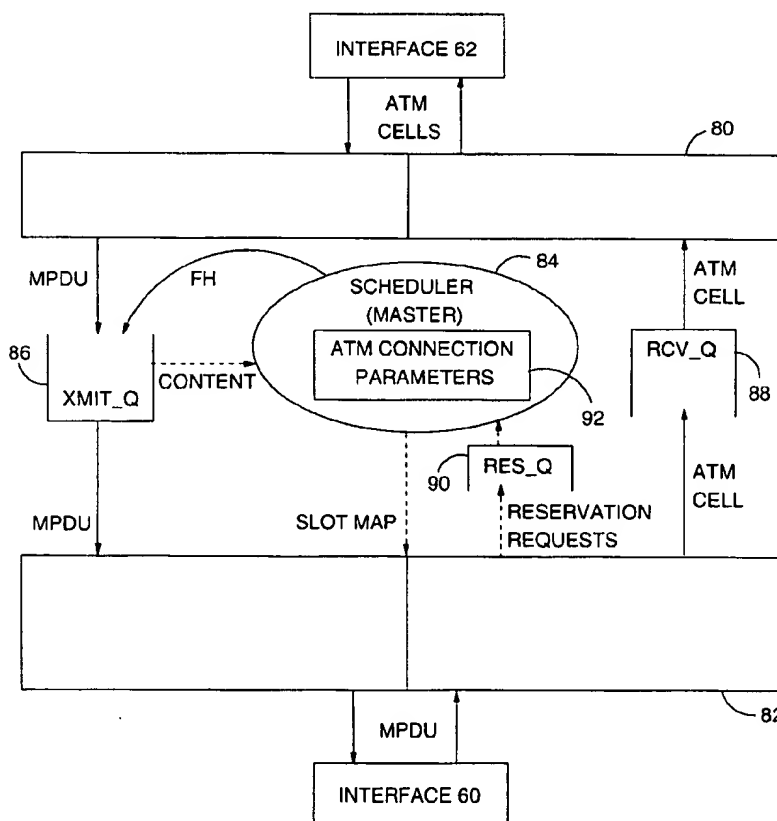 INTERFACE 62
ATM
CELLS
80
MPDU
FH
84
SCHEDULER
(MASTER)
ATM
CELL
86
XMIT_Q
CONTENT
ATM CONNECTION
PARAMETERS
92
RCV_Q
88
90
RES_Q
MPDU
SLOT MAP
RESERVATION
REQUESTS
ATM
CELL
82
MPDU
INTERFACE 60